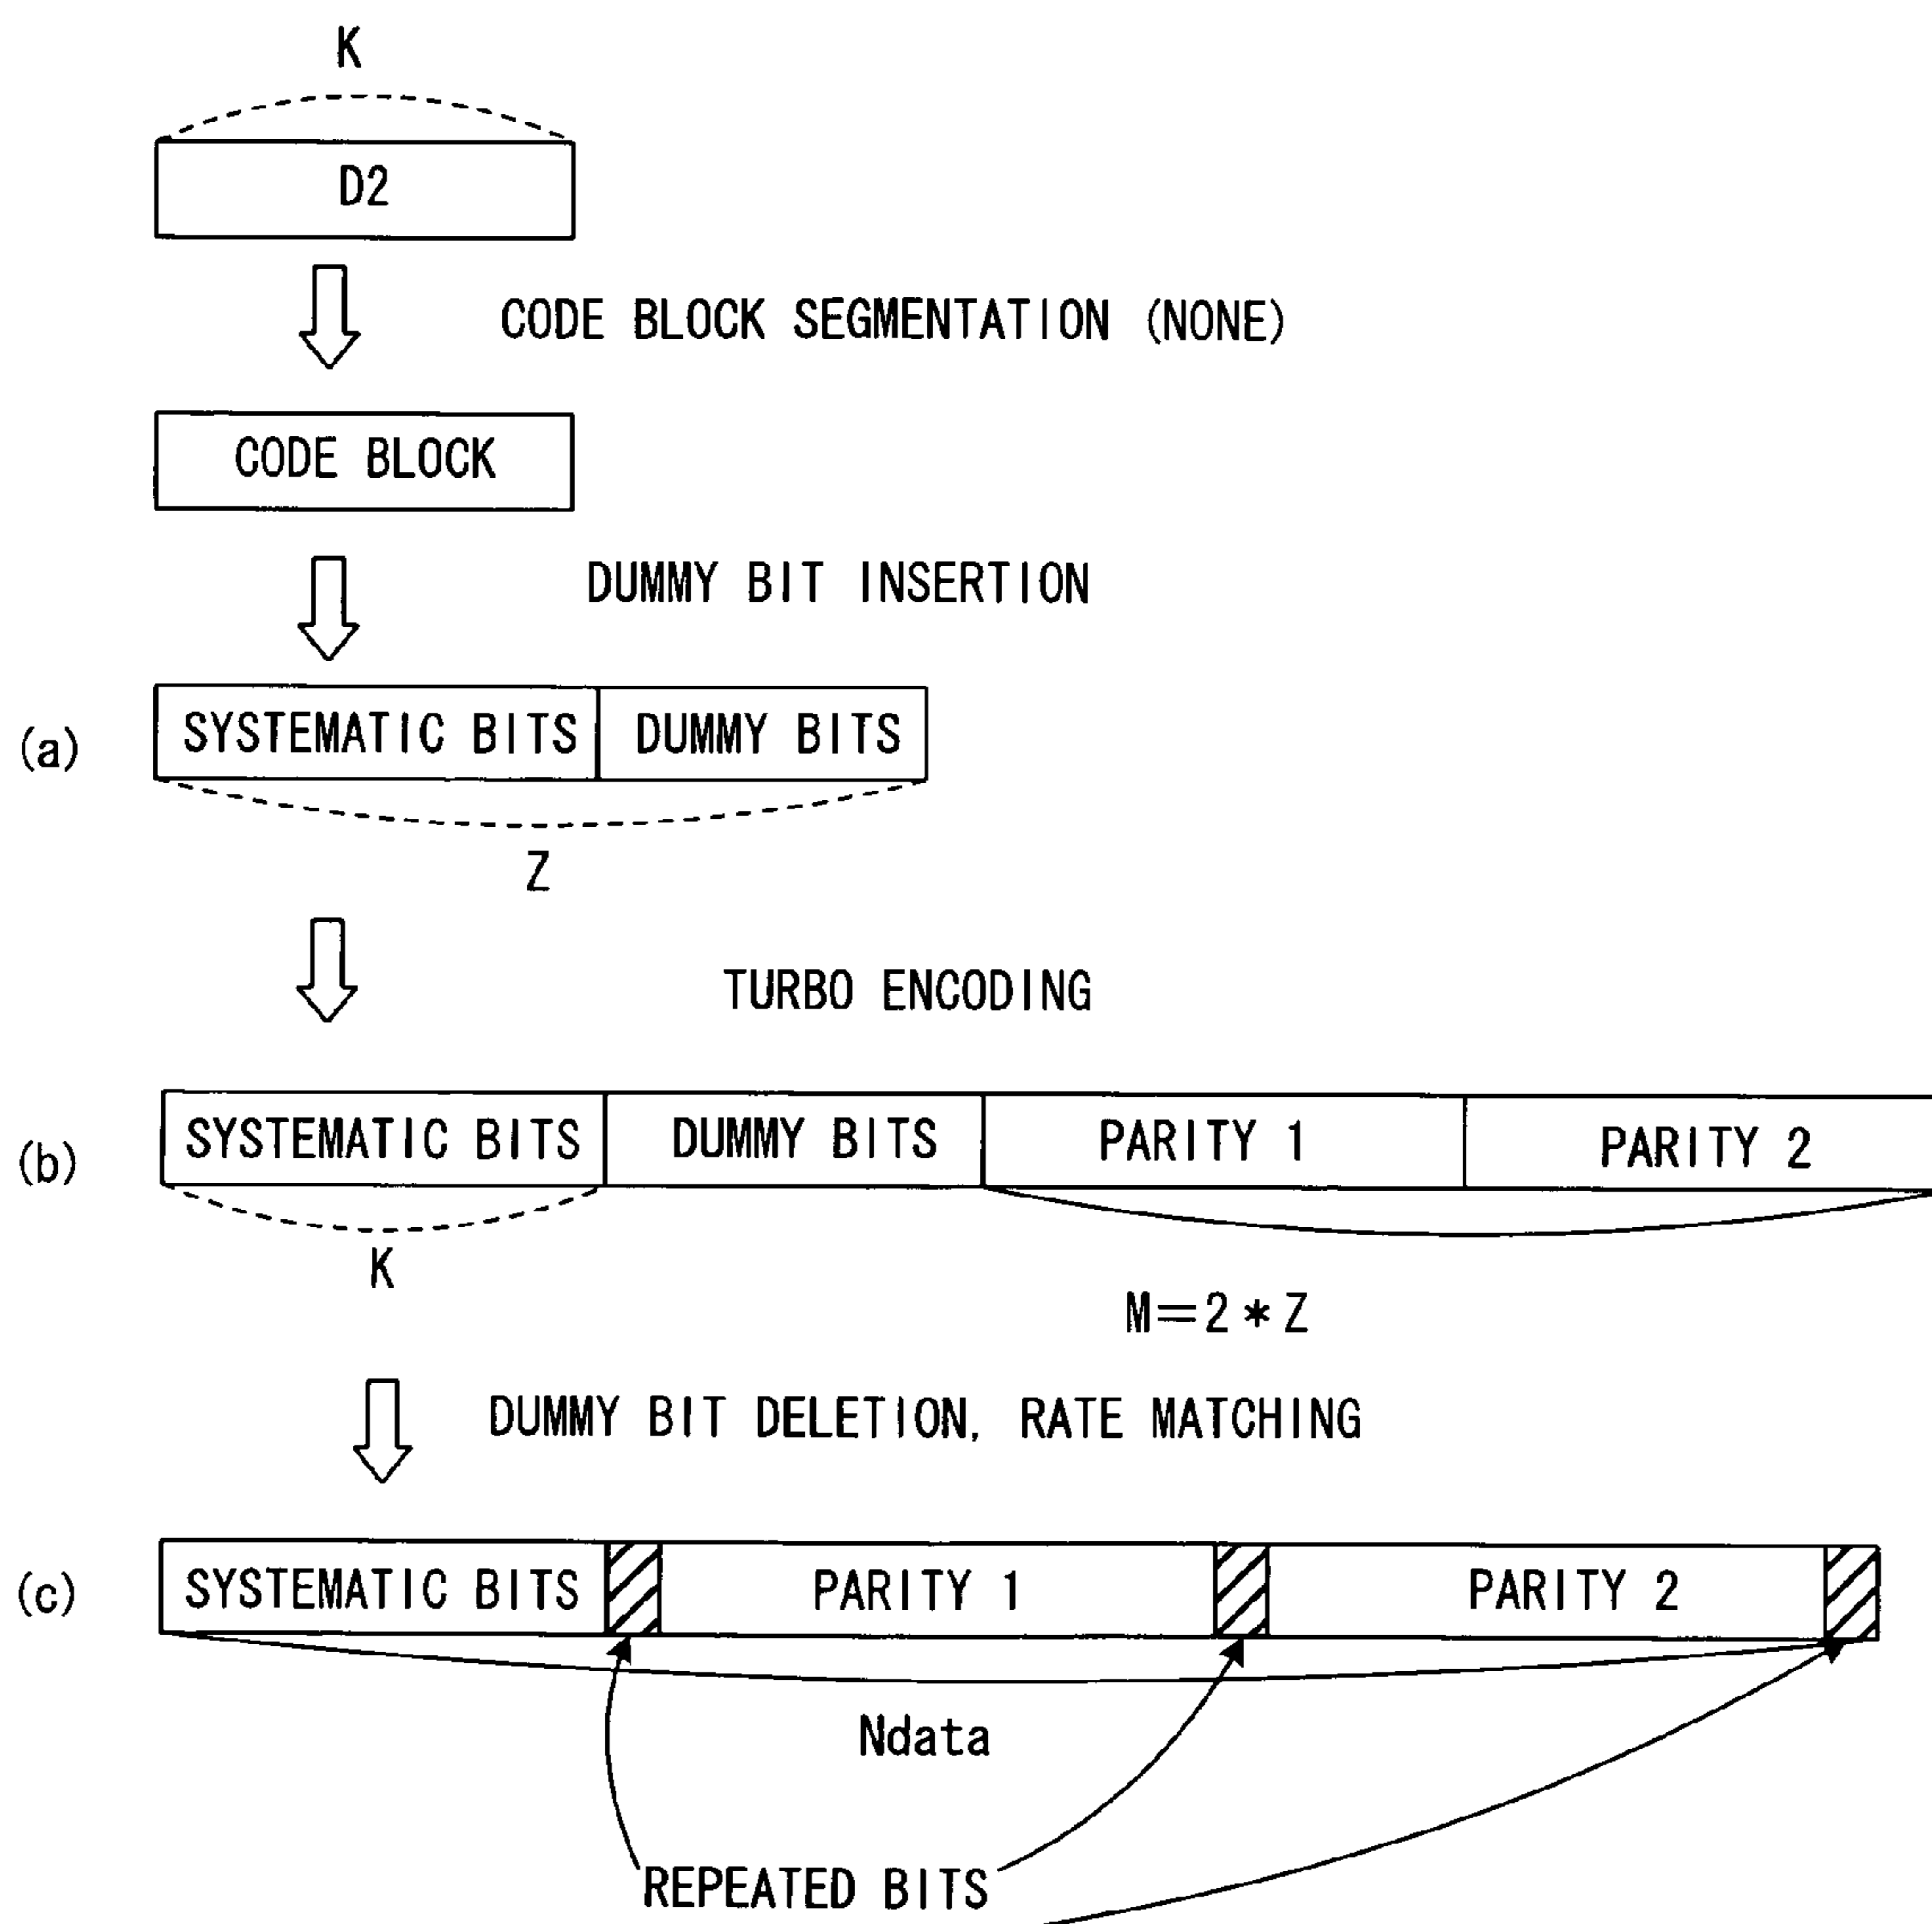 K
D2
CODE BLOCK SEGMENTATION (NONE)
CODE BLOCK
DUMMY BIT INSERTION
(a) SYSTEMATIC BITS DUMMY BITS
Z
TURBO ENCODING
(b) SYSTEMATIC BITS DUMMY BITS PARITY 1 PARITY 2
K
M=2*Z
DUMMY BIT DELETION, RATE MATCHING
(c) SYSTEMATIC BITS PARITY 1 PARITY 2
Ndata
REPEATED BITS